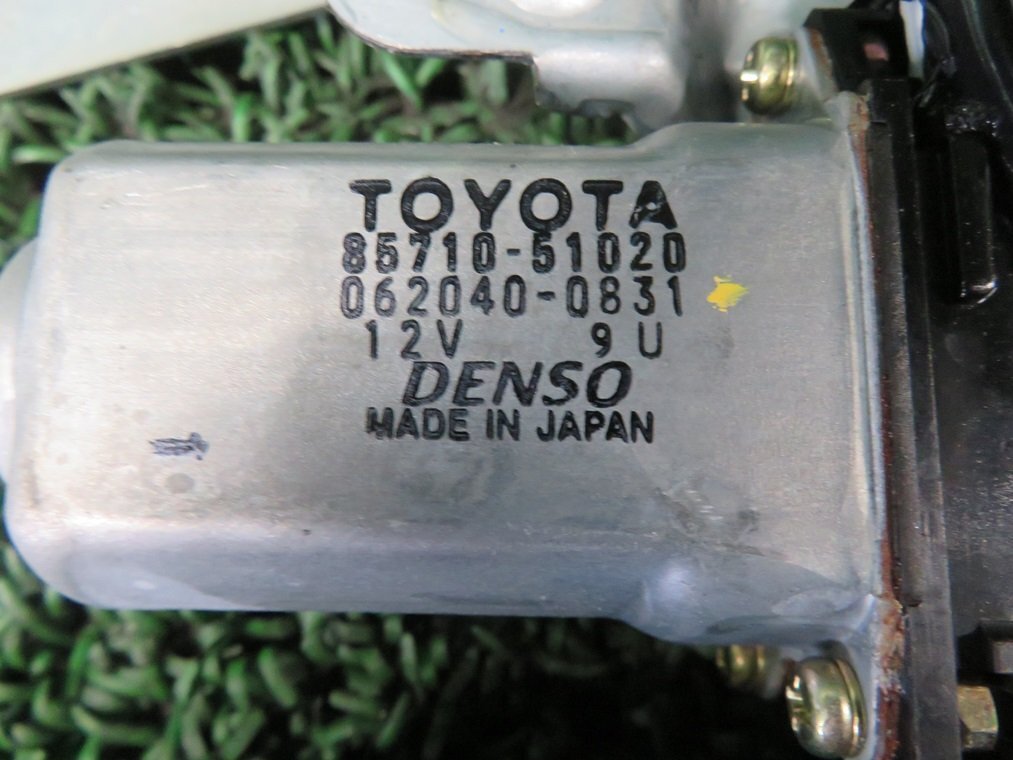 TOYOTA
85710-51020
062040-0831
12V 9U
DENSO
MADE IN JAPAN